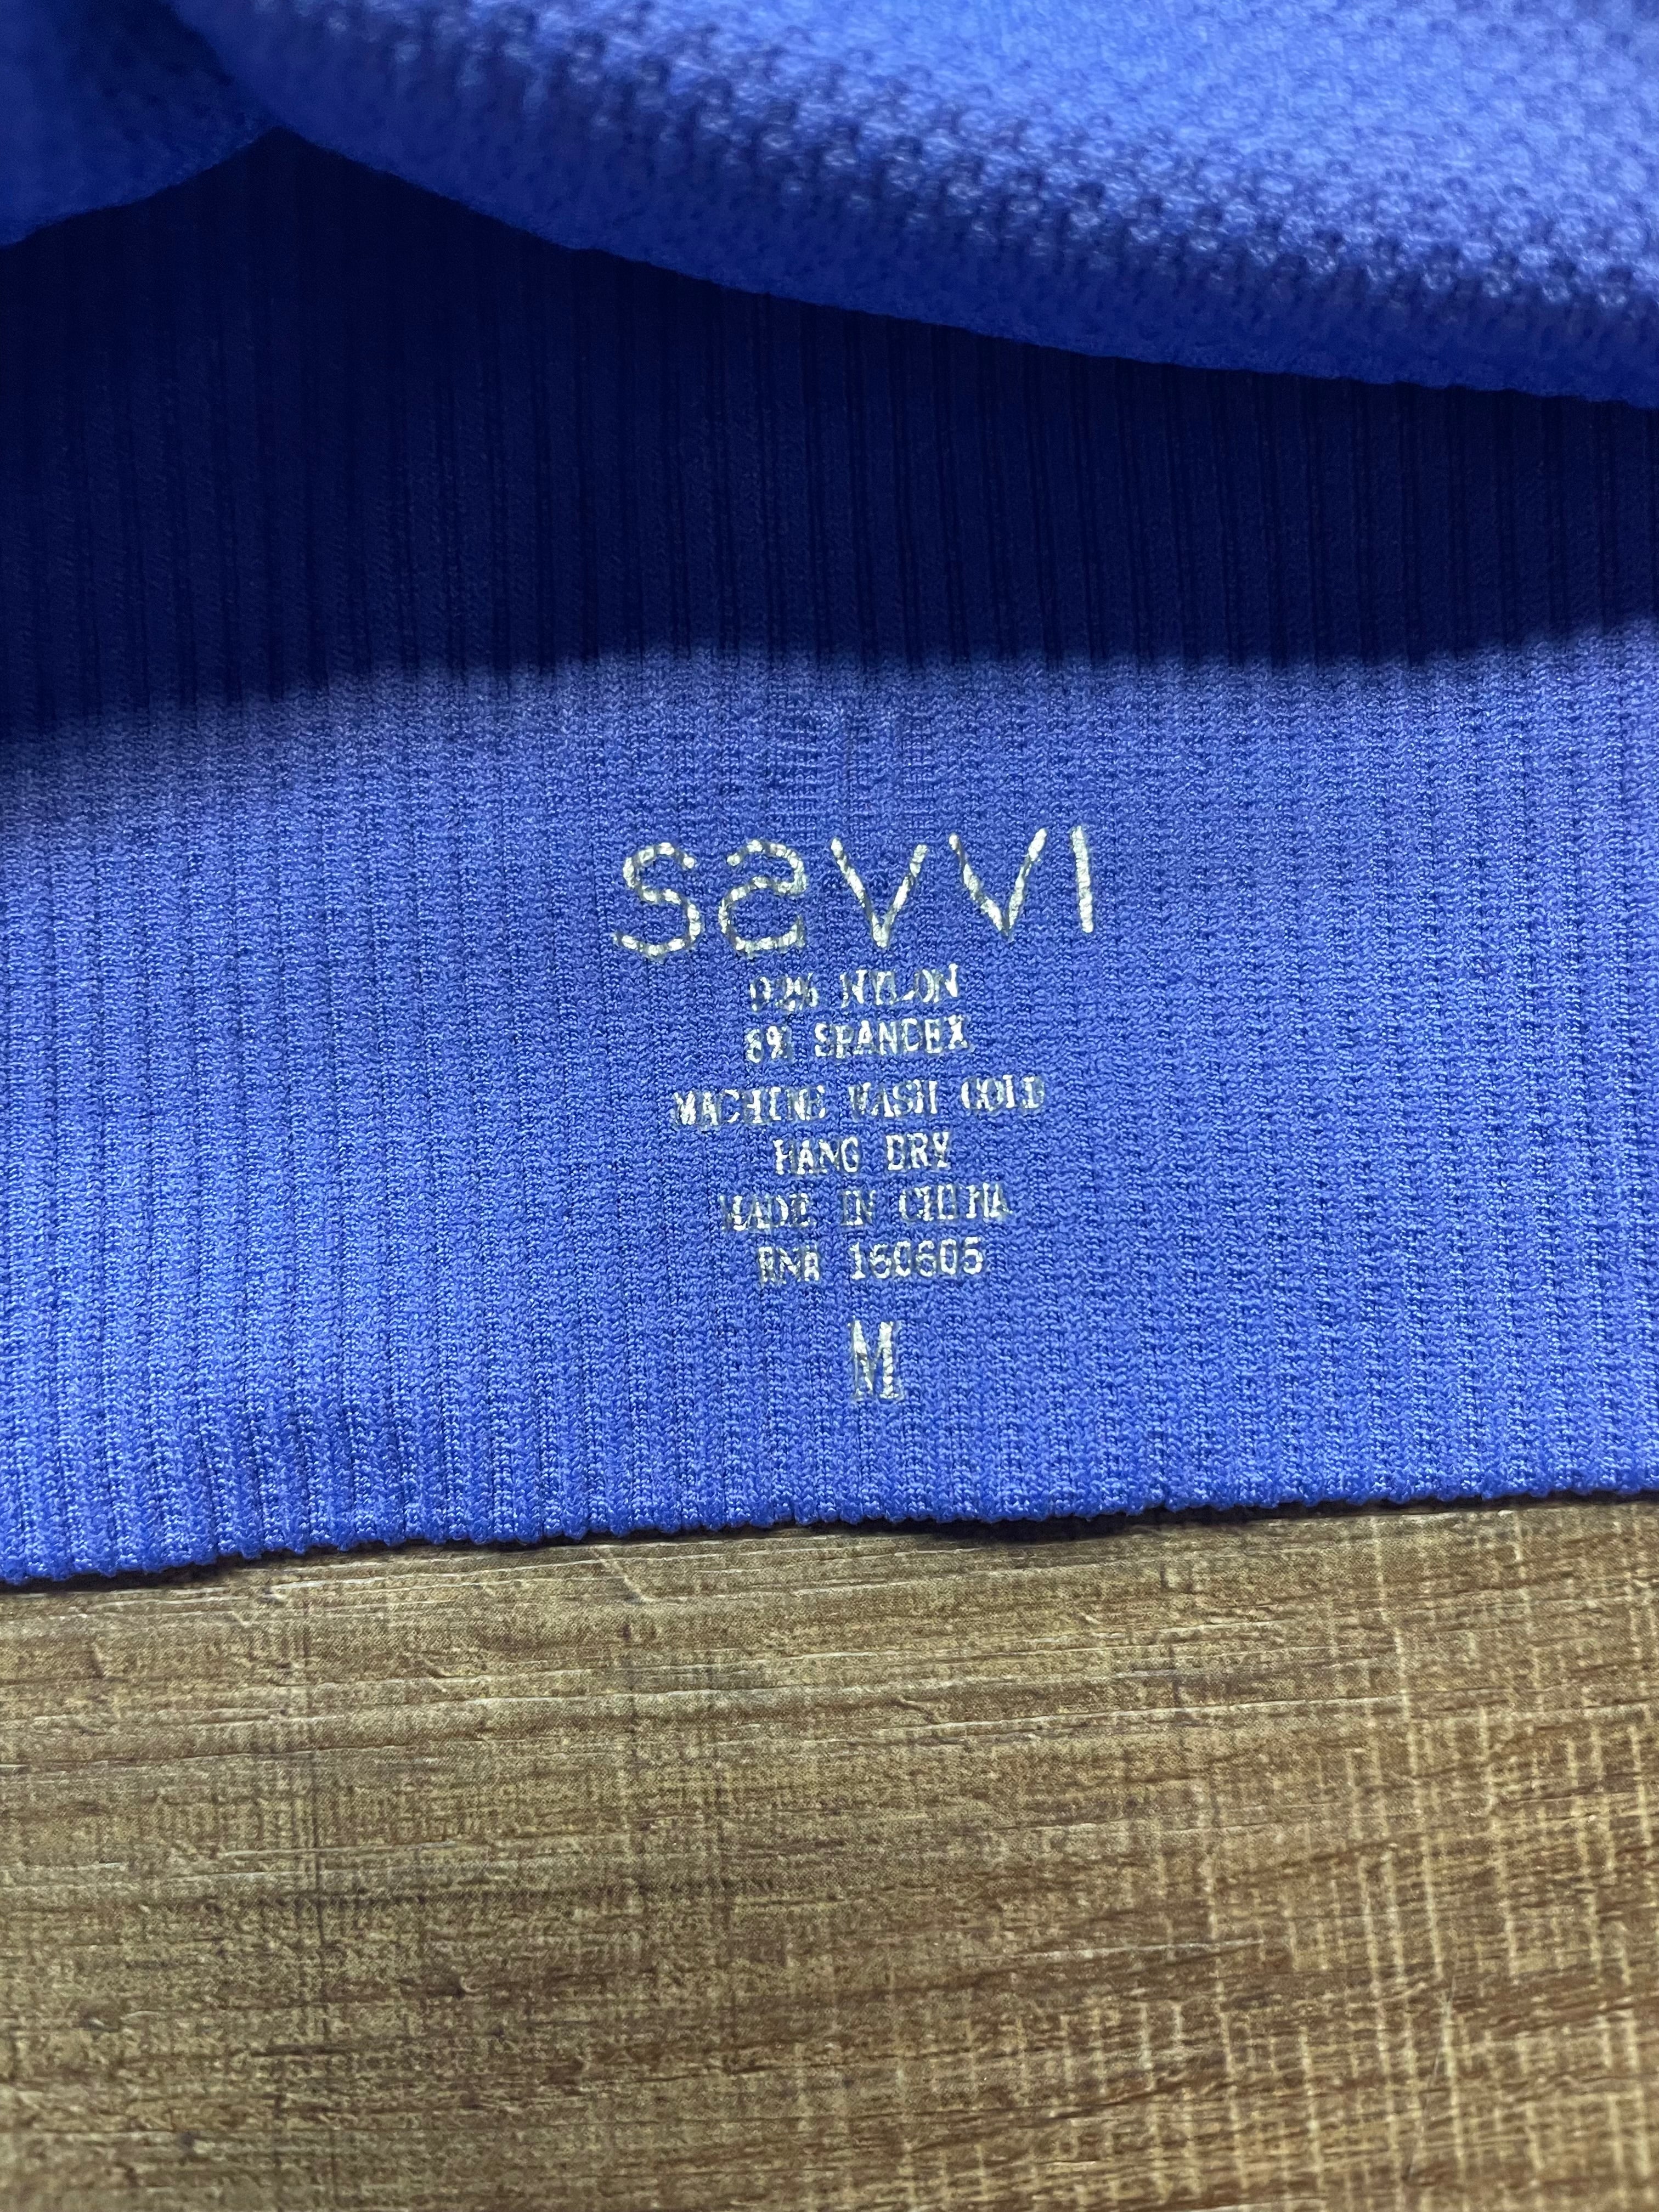 savvi
92% NYLON
8% SPANDEX
MACHINE WASH COLD
HANG DRY
MADE IN CHINA
RN# 160605
M